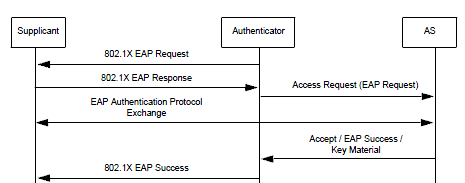 Supplicant
Authenticator
AS
802.1X EAP Request
802.1X EAP Response
Access Request (EAP Request)
EAP Authentication Protocol
Exchange
Accept / EAP Success /
Key Material
802.1X EAP Success